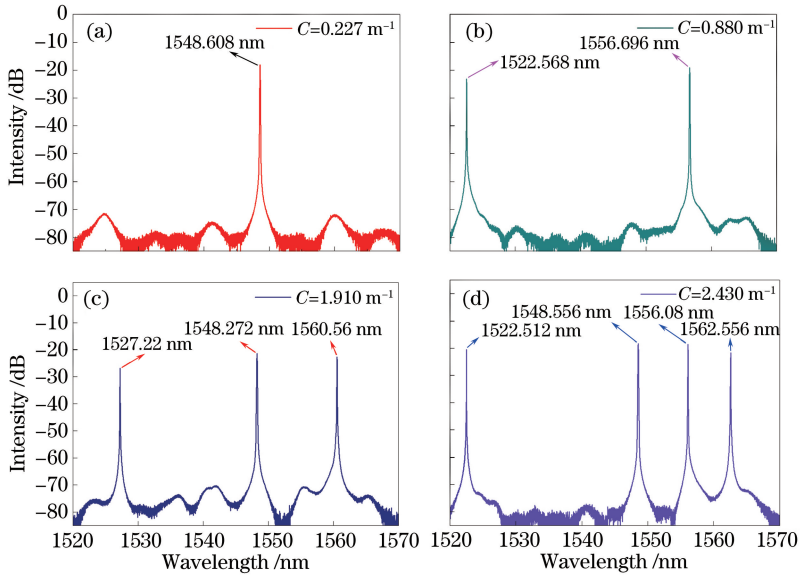 (a)
C=0.227 m⁻¹
1548.608 nm
0
−10
−20
−30
−40
−50
−60
−70
−80
Intensity /dB
(b)
C=0.880 m⁻¹
1556.696 nm
1522.568 nm
(c)
C=1.910 m⁻¹
1548.272 nm
1560.56 nm
1527.22 nm
0
−10
−20
−30
−40
−50
−60
−70
−80
Intensity /dB
1520 1530 1540 1550 1560 1570
Wavelength /nm
(d)
C=2.430 m⁻¹
1548.556 nm
1556.08 nm
1522.512 nm
1562.556 nm
1520 1530 1540 1550 1560 1570
Wavelength /nm